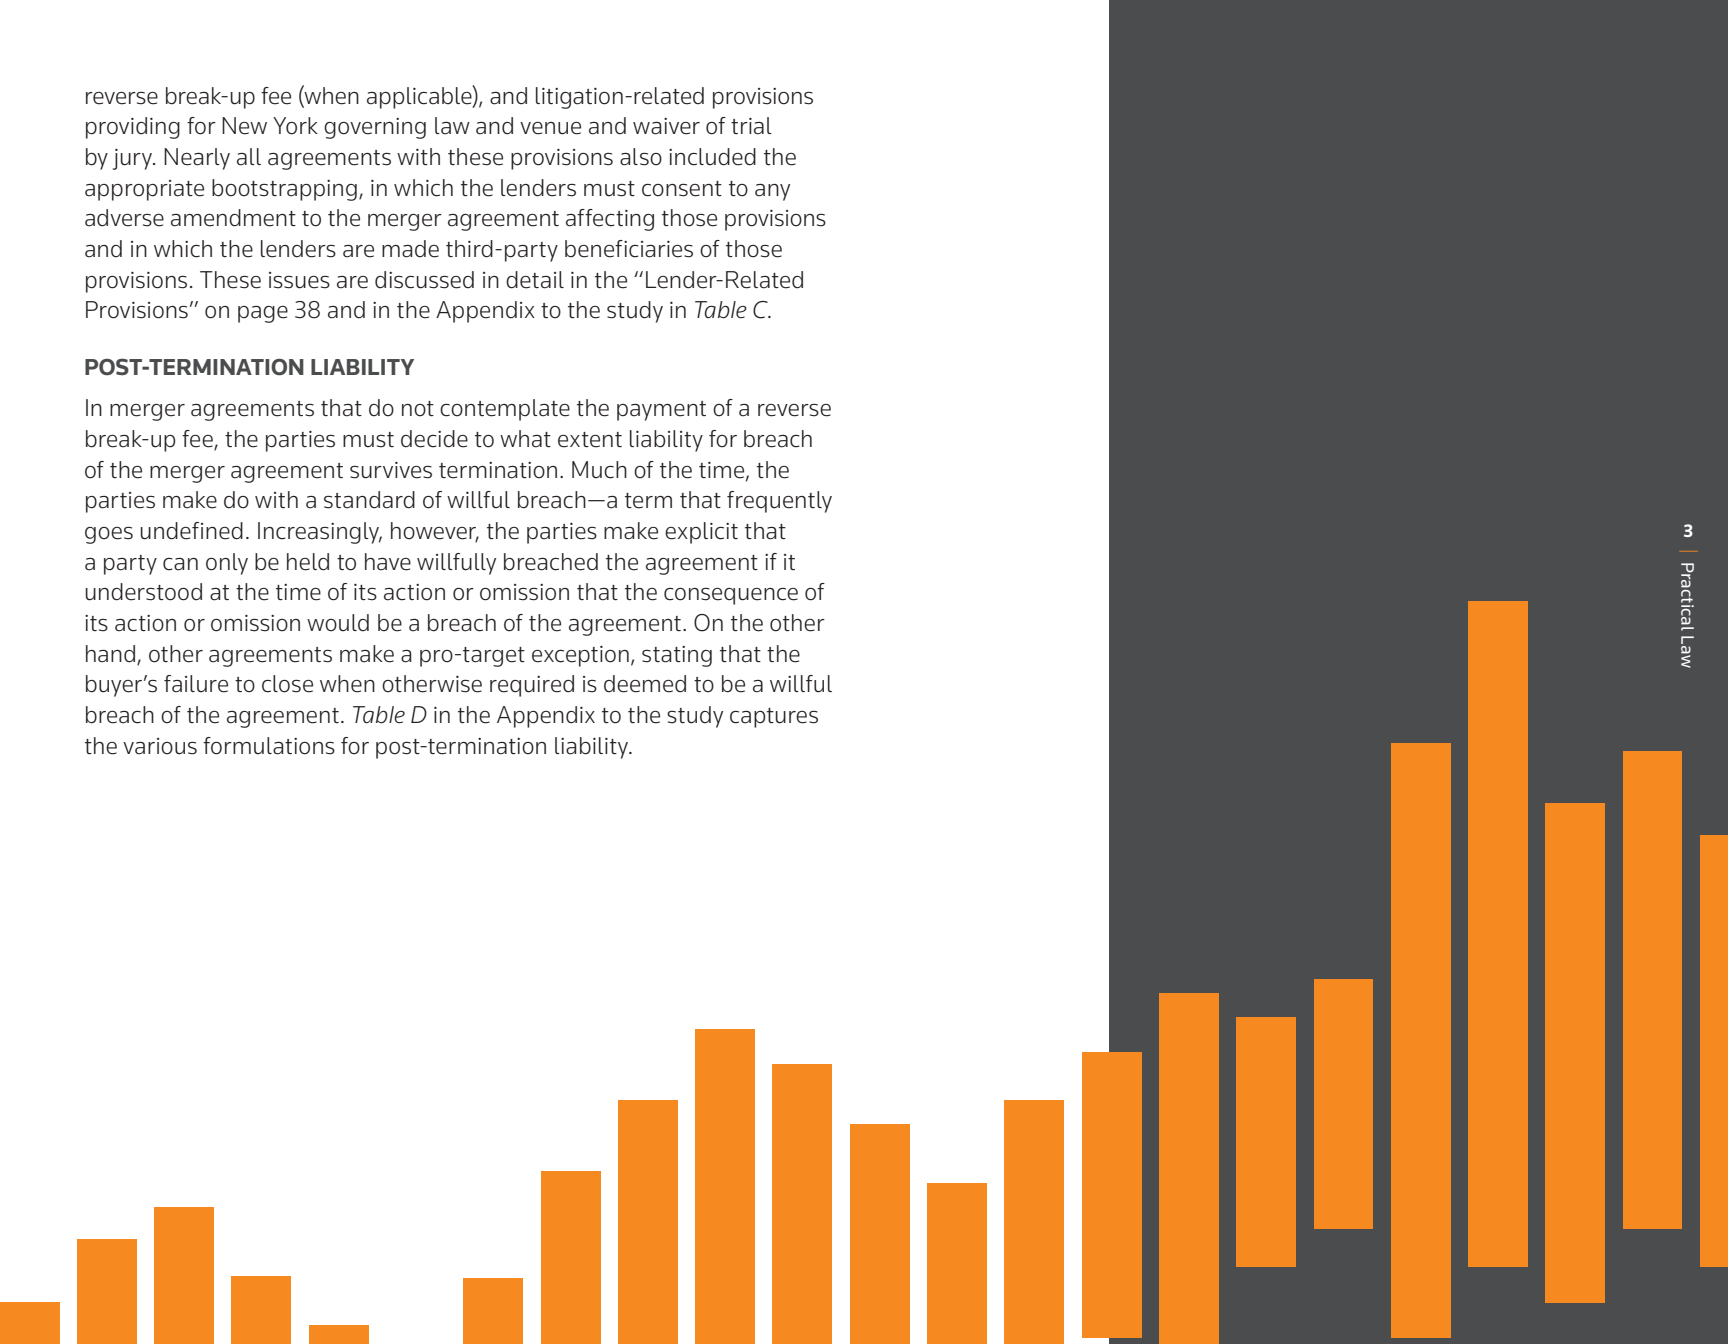 reverse break-up fee (when applicable), and litigation-related provisions
providing for New York governing law and venue and waiver of trial
by jury. Nearly all agreements with these provisions also included the
appropriate bootstrapping, in which the lenders must consent to any
adverse amendment to the merger agreement affecting those provisions
and in which the lenders are made third-party beneficiaries of those
provisions. These issues are discussed in detail in the “Lender-Related
Provisions” on page 38 and in the Appendix to the study in Table C.
POST-TERMINATION LIABILITY
In merger agreements that do not contemplate the payment of a reverse
break-up fee, the parties must decide to what extent liability for breach
of the merger agreement survives termination. Much of the time, the
parties make do with a standard of willful breach—a term that frequently
goes undefined. Increasingly, however, the parties make explicit that
a party can only be held to have willfully breached the agreement if it
understood at the time of its action or omission that the consequence of
its action or omission would be a breach of the agreement. On the other
hand, other agreements make a pro-target exception, stating that the
buyer’s failure to close when otherwise required is deemed to be a willful
breach of the agreement. Table D in the Appendix to the study captures
the various formulations for post-termination liability.
3
Practical Law